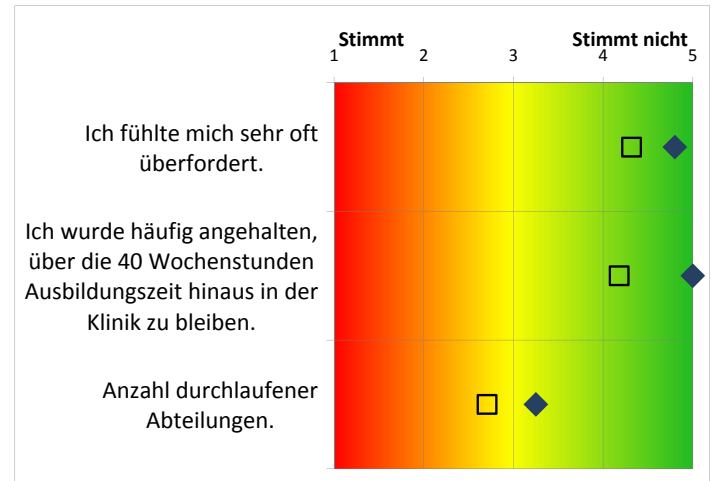 Stimmt Stimmt nicht
1 2 3 4 5
Ich fühlte mich sehr oft
überfordert.
Ich wurde häufig angehalten,
über die 40 Wochenstunden
Ausbildungszeit hinaus in der
Klinik zu bleiben.
Anzahl durchlaufener
Abteilungen.